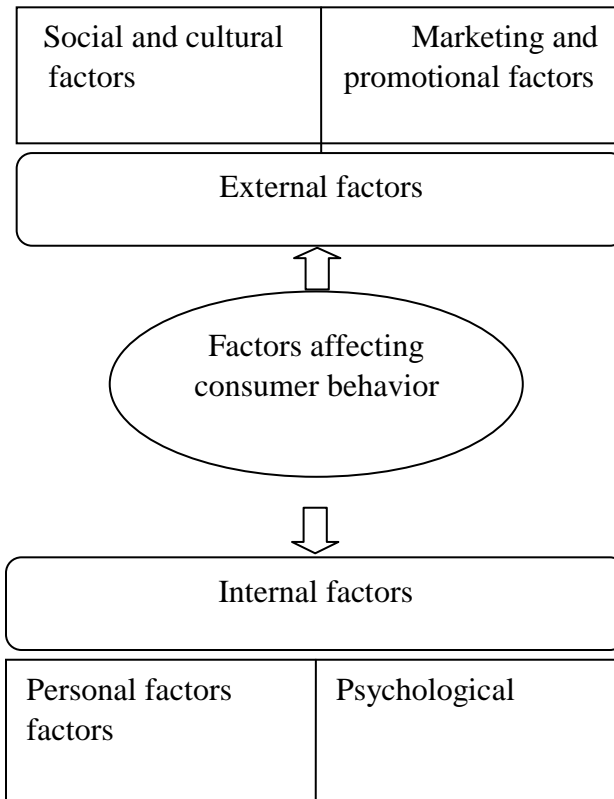 Social and cultural
factors
Marketing and
promotional factors
External factors
Factors affecting
consumer behavior
Internal factors
Personal factors
factors
Psychological